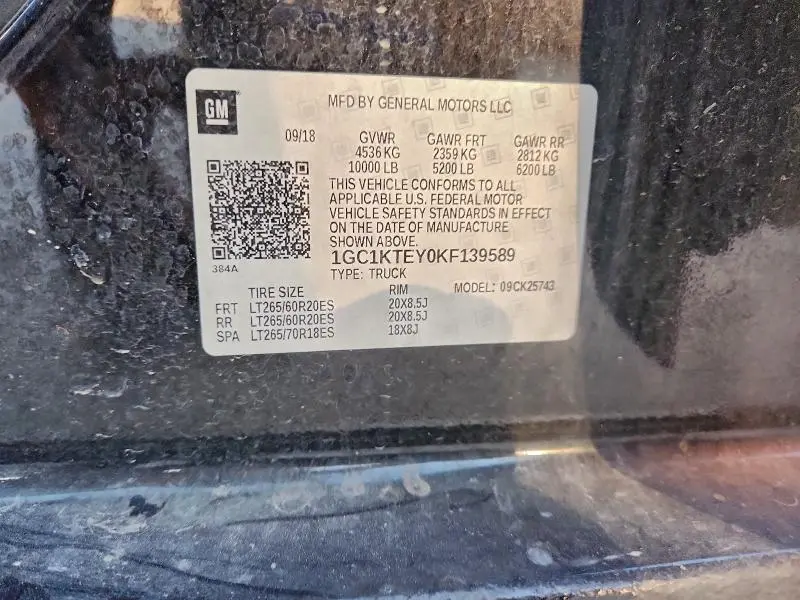 GM
MFD BY GENERAL MOTORS LLC
09/18 GVWR GAWR FRT GAWR RR
4536 KG 2359 KG 2812 KG
10000 LB 5200 LB 6200 LB
THIS VEHICLE CONFORMS TO ALL
APPLICABLE U.S. FEDERAL MOTOR
VEHICLE SAFETY STANDARDS IN EFFECT
ON THE DATE OF MANUFACTURE
SHOWN ABOVE.
384A
1GC1KTEY0KF139589
TYPE: TRUCK MODEL: 09CK25743
TIRE SIZE RIM
FRT LT265/60R20ES 20X8.5J
RR LT265/60R20ES 20X8.5J
SPA LT265/70R18ES 18X8J